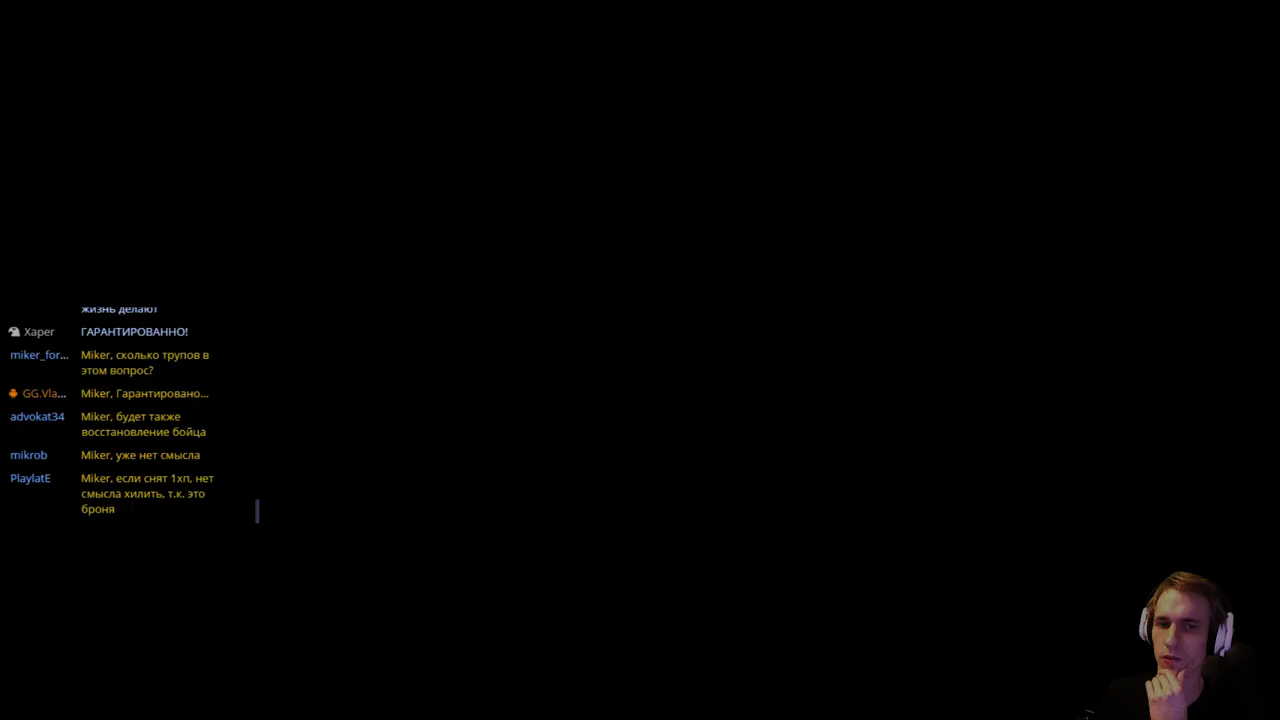 жизнь делают
Xaper ГАРАНТИРОВАННО!
miker_for... Miker, сколько трупов в
этом вопрос?
GG.Vla... Miker, Гарантировано...
advokat34 Miker, будет также
восстановление бойца
mikrob Miker, уже нет смысла
PlaylatE Miker, если снят 1хп, нет
смысла хилить, т.к. это
броня